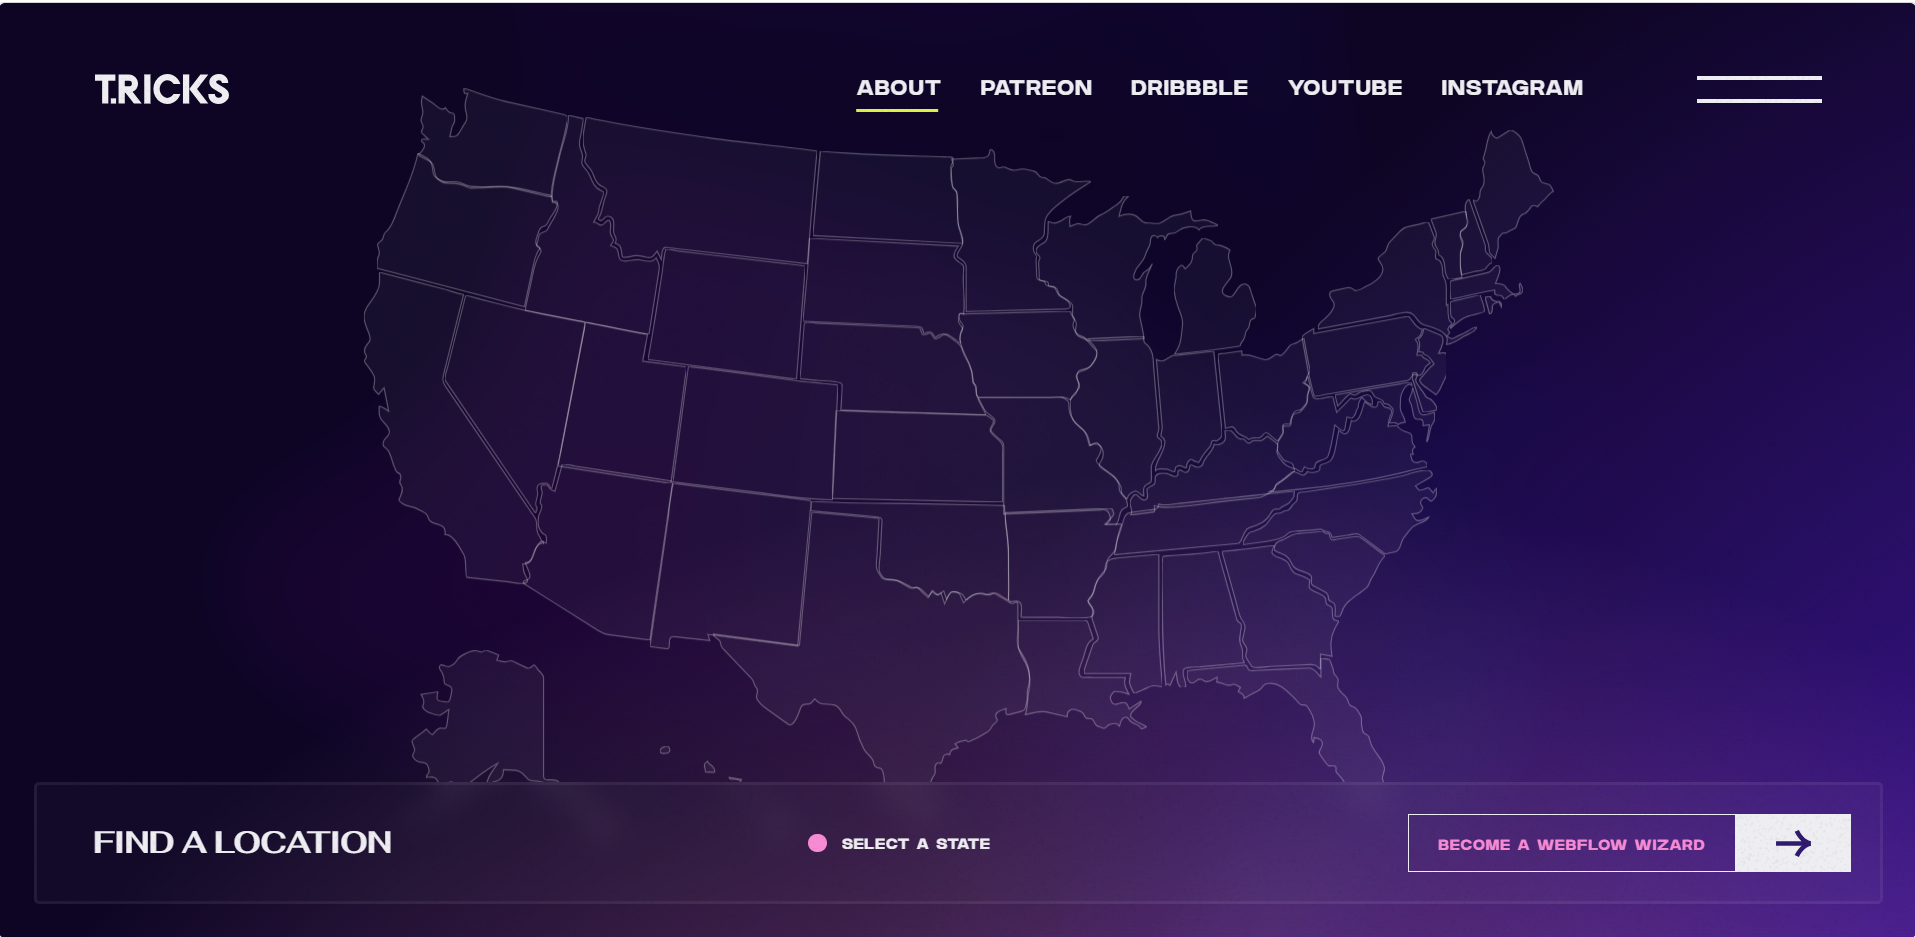 T.RICKS
ABOUT PATREON DRIBBBLE YOUTUBE INSTAGRAM
FIND A LOCATION
SELECT A STATE
BECOME A WEBFLOW WIZARD